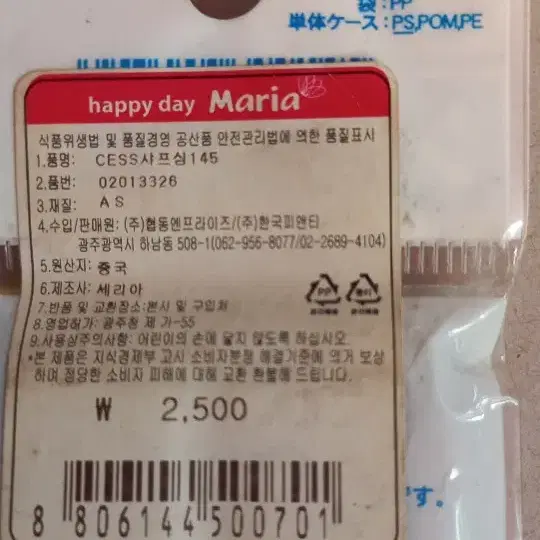 袋：PP
単体ケース：PS,POM,PE
happy day Maria
식품위생법 및 품질경영 공산품 안전관리법에 의한 품질표시
1.품명: CESS샤프심145
2.품번: 02013326
3.재질: AS
4.수입/판매원: (주)협동엔프라이즈/(주)한국피앤티
광주광역시 하남동 508-1(062-956-8077/02-2689-4104)
5.원산지: 중국
6.제조사: 세리아
7.반품 및 교환장소:본사 및 구입처
8.영업허가: 광주청 제 가-55
9.사용상주의사항: 어린이의 손에 닿지 않도록 하십시오.
*본 제품은 지식경제부 고시 소비자분쟁 해결기준에 의거 보상
하며 정당한 소비자 피해에 대해 교환 환불해 드립니다.
₩ 2,500
8 806144 500701
す。